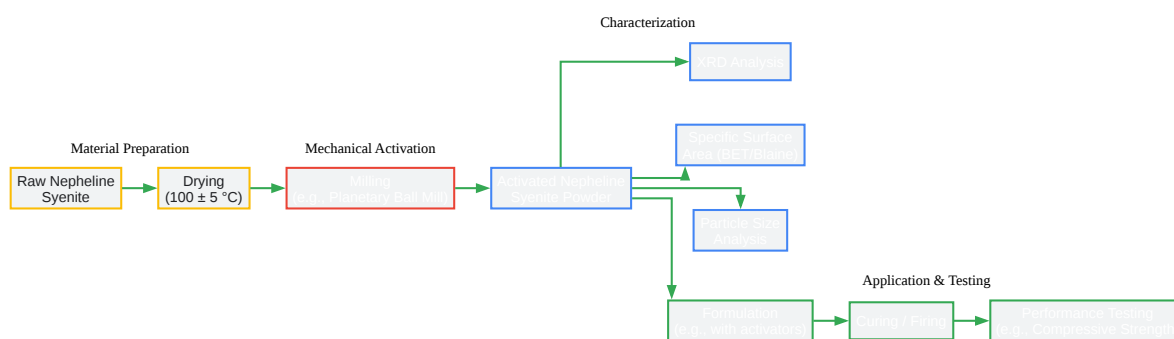 Characterization
XRD Analysis
Specific Surface
Area (BET/Blaine)
Material Preparation
Mechanical Activation
Raw Nepheline
Syenite
Drying
(100 ± 5 °C)
Milling
(e.g., Planetary Ball Mill)
Activated Nepheline
Syenite Powder
Particle Size
Analysis
Application & Testing
Formulation
(e.g., with activators)
Curing / Firing
Performance Testing
(e.g., Compressive Strength